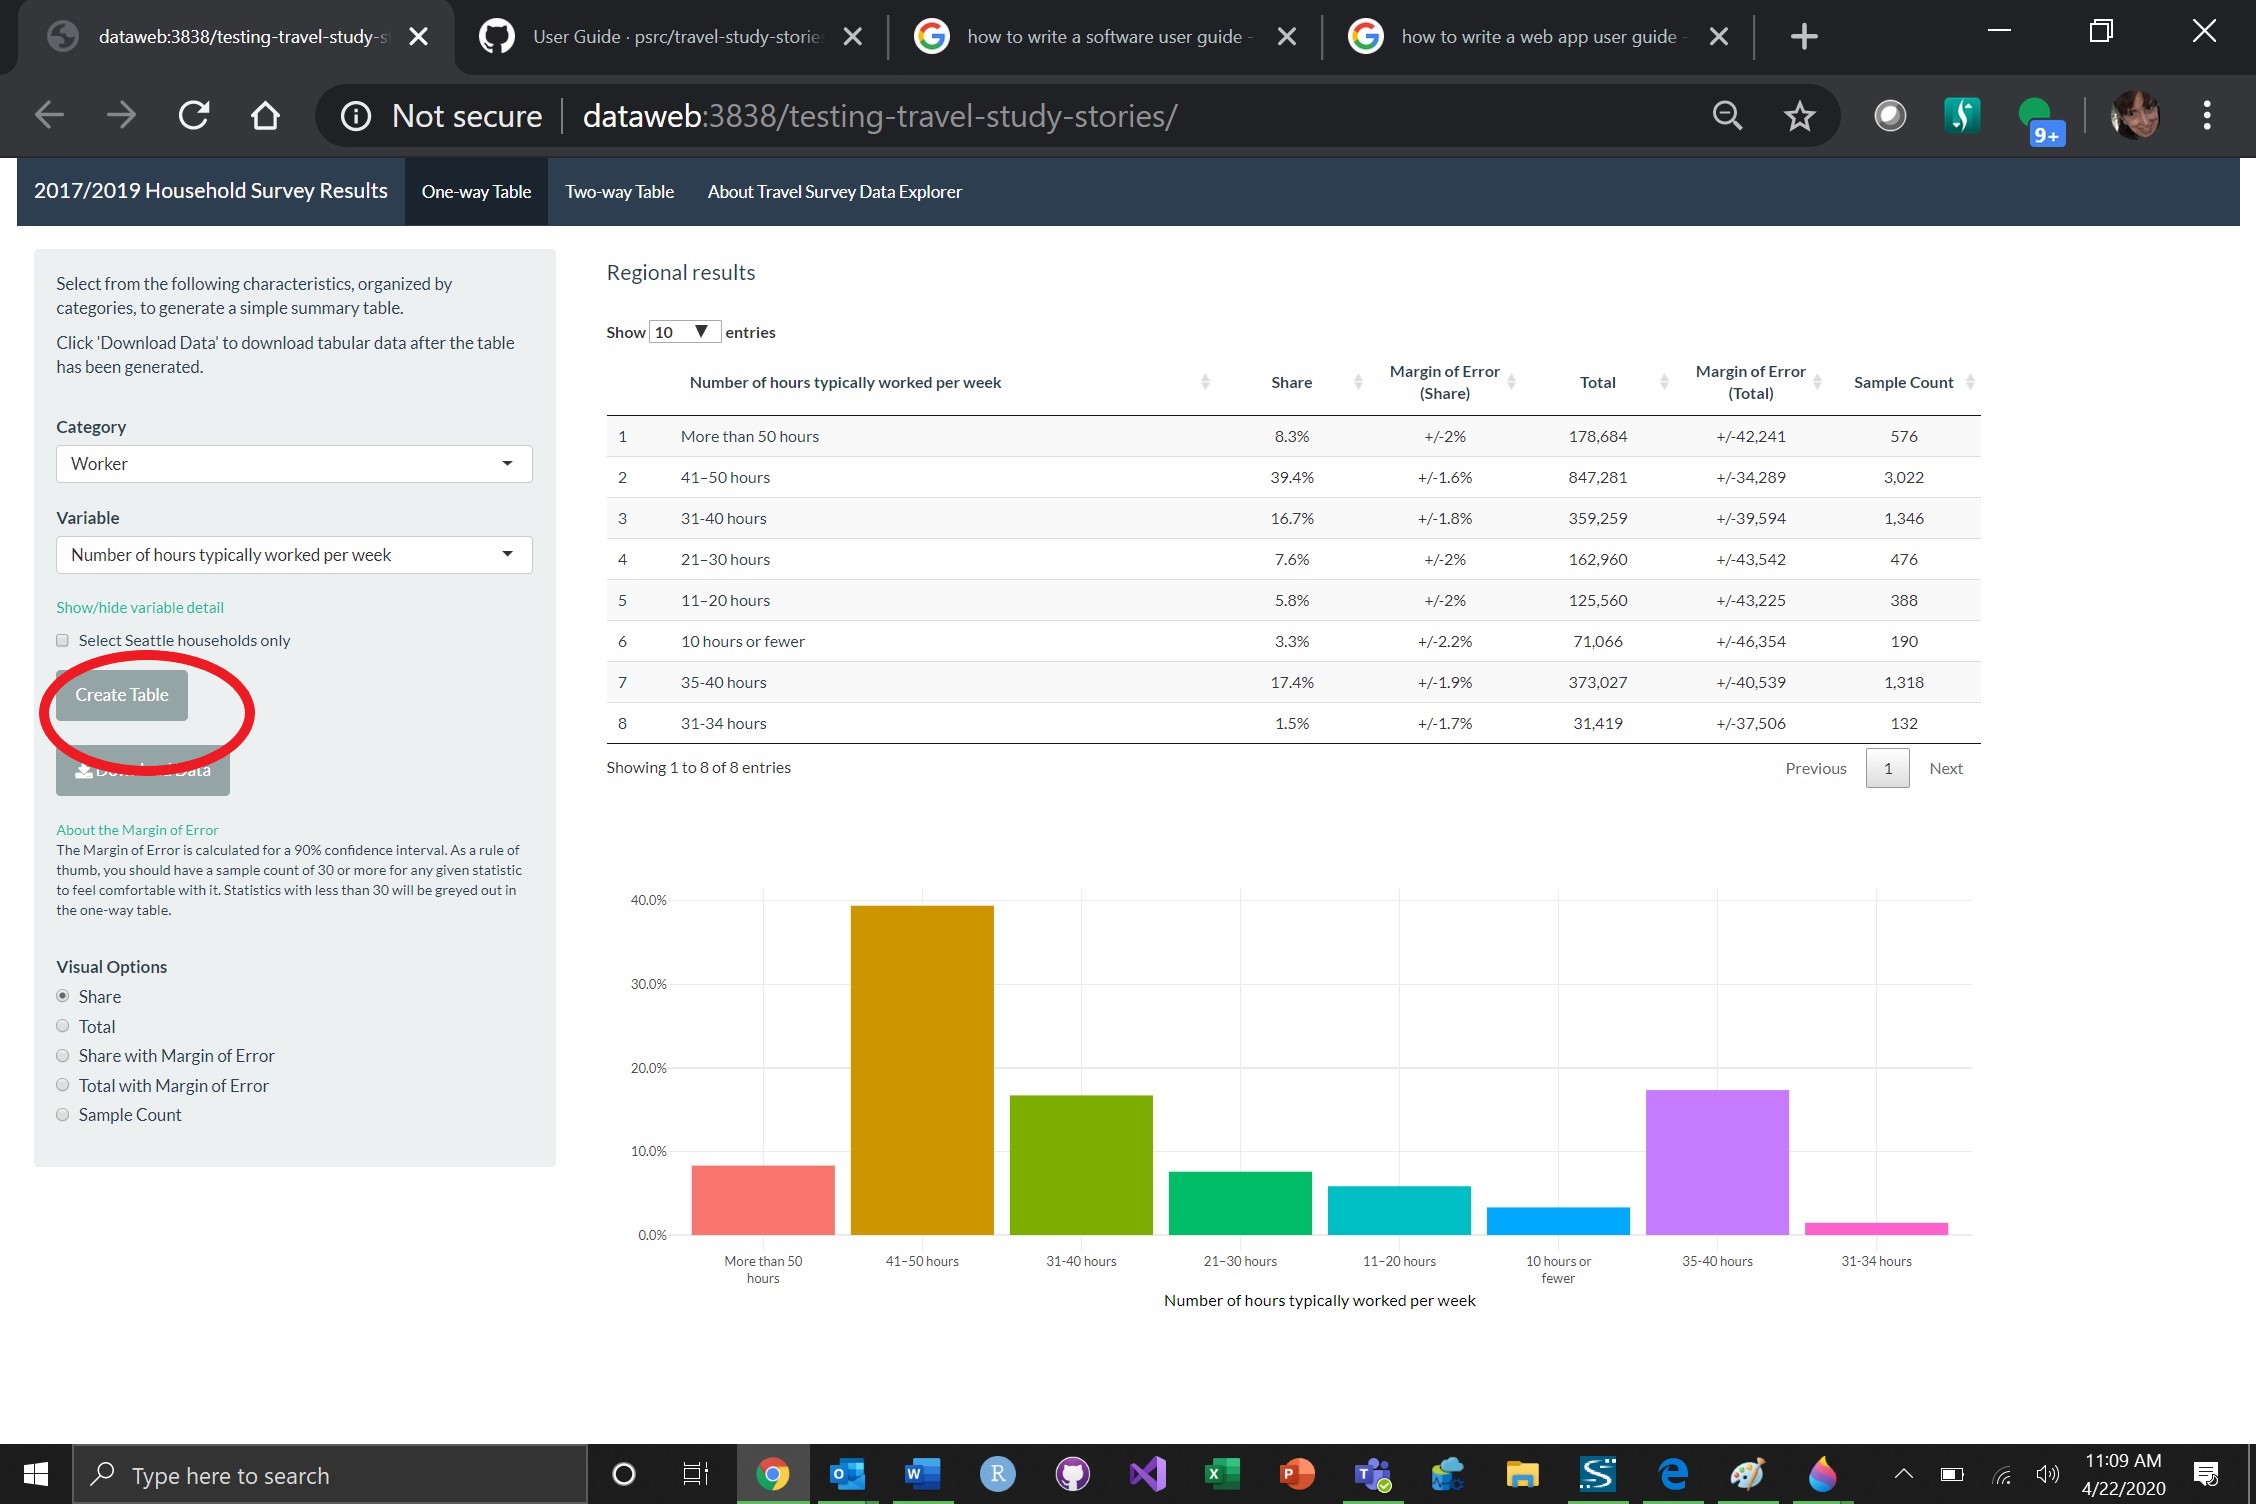 dataweb:3838/testing-travel-study-s
User Guide · psrc/travel-study-storie
how to write a software user guide -
how to write a web app user guide -
Not secure
dataweb:3838/testing-travel-study-stories/
9+
2017/2019 Household Survey Results
One-way Table
Two-way Table
About Travel Survey Data Explorer
Select from the following characteristics, organized by
categories, to generate a simple summary table.
Click 'Download Data' to download tabular data after the table
has been generated.
Category
Worker
Variable
Number of hours typically worked per week
Show/hide variable detail
Select Seattle households only
Create Table
Download Data
About the Margin of Error
The Margin of Error is calculated for a 90% confidence interval. As a rule of
thumb, you should have a sample count of 30 or more for any given statistic
to feel comfortable with it. Statistics with less than 30 will be greyed out in
the one-way table.
Visual Options
Share
Total
Share with Margin of Error
Total with Margin of Error
Sample Count
Regional results
Show 10 entries
Number of hours typically worked per week Share Margin of Error (Share) Total Margin of Error (Total) Sample Count
1 More than 50 hours 8.3% +/-2% 178,684 +/-42,241 576
2 41–50 hours 39.4% +/-1.6% 847,281 +/-34,289 3,022
3 31-40 hours 16.7% +/-1.8% 359,259 +/-39,594 1,346
4 21–30 hours 7.6% +/-2% 162,960 +/-43,542 476
5 11–20 hours 5.8% +/-2% 125,560 +/-43,225 388
6 10 hours or fewer 3.3% +/-2.2% 71,066 +/-46,354 190
7 35-40 hours 17.4% +/-1.9% 373,027 +/-40,539 1,318
8 31-34 hours 1.5% +/-1.7% 31,419 +/-37,506 132
Showing 1 to 8 of 8 entries
Previous 1 Next
40.0%
30.0%
20.0%
10.0%
0.0%
More than 50
hours
41–50 hours
31-40 hours
21–30 hours
11–20 hours
10 hours or
fewer
35-40 hours
31-34 hours
Number of hours typically worked per week
Type here to search
11:09 AM
4/22/2020